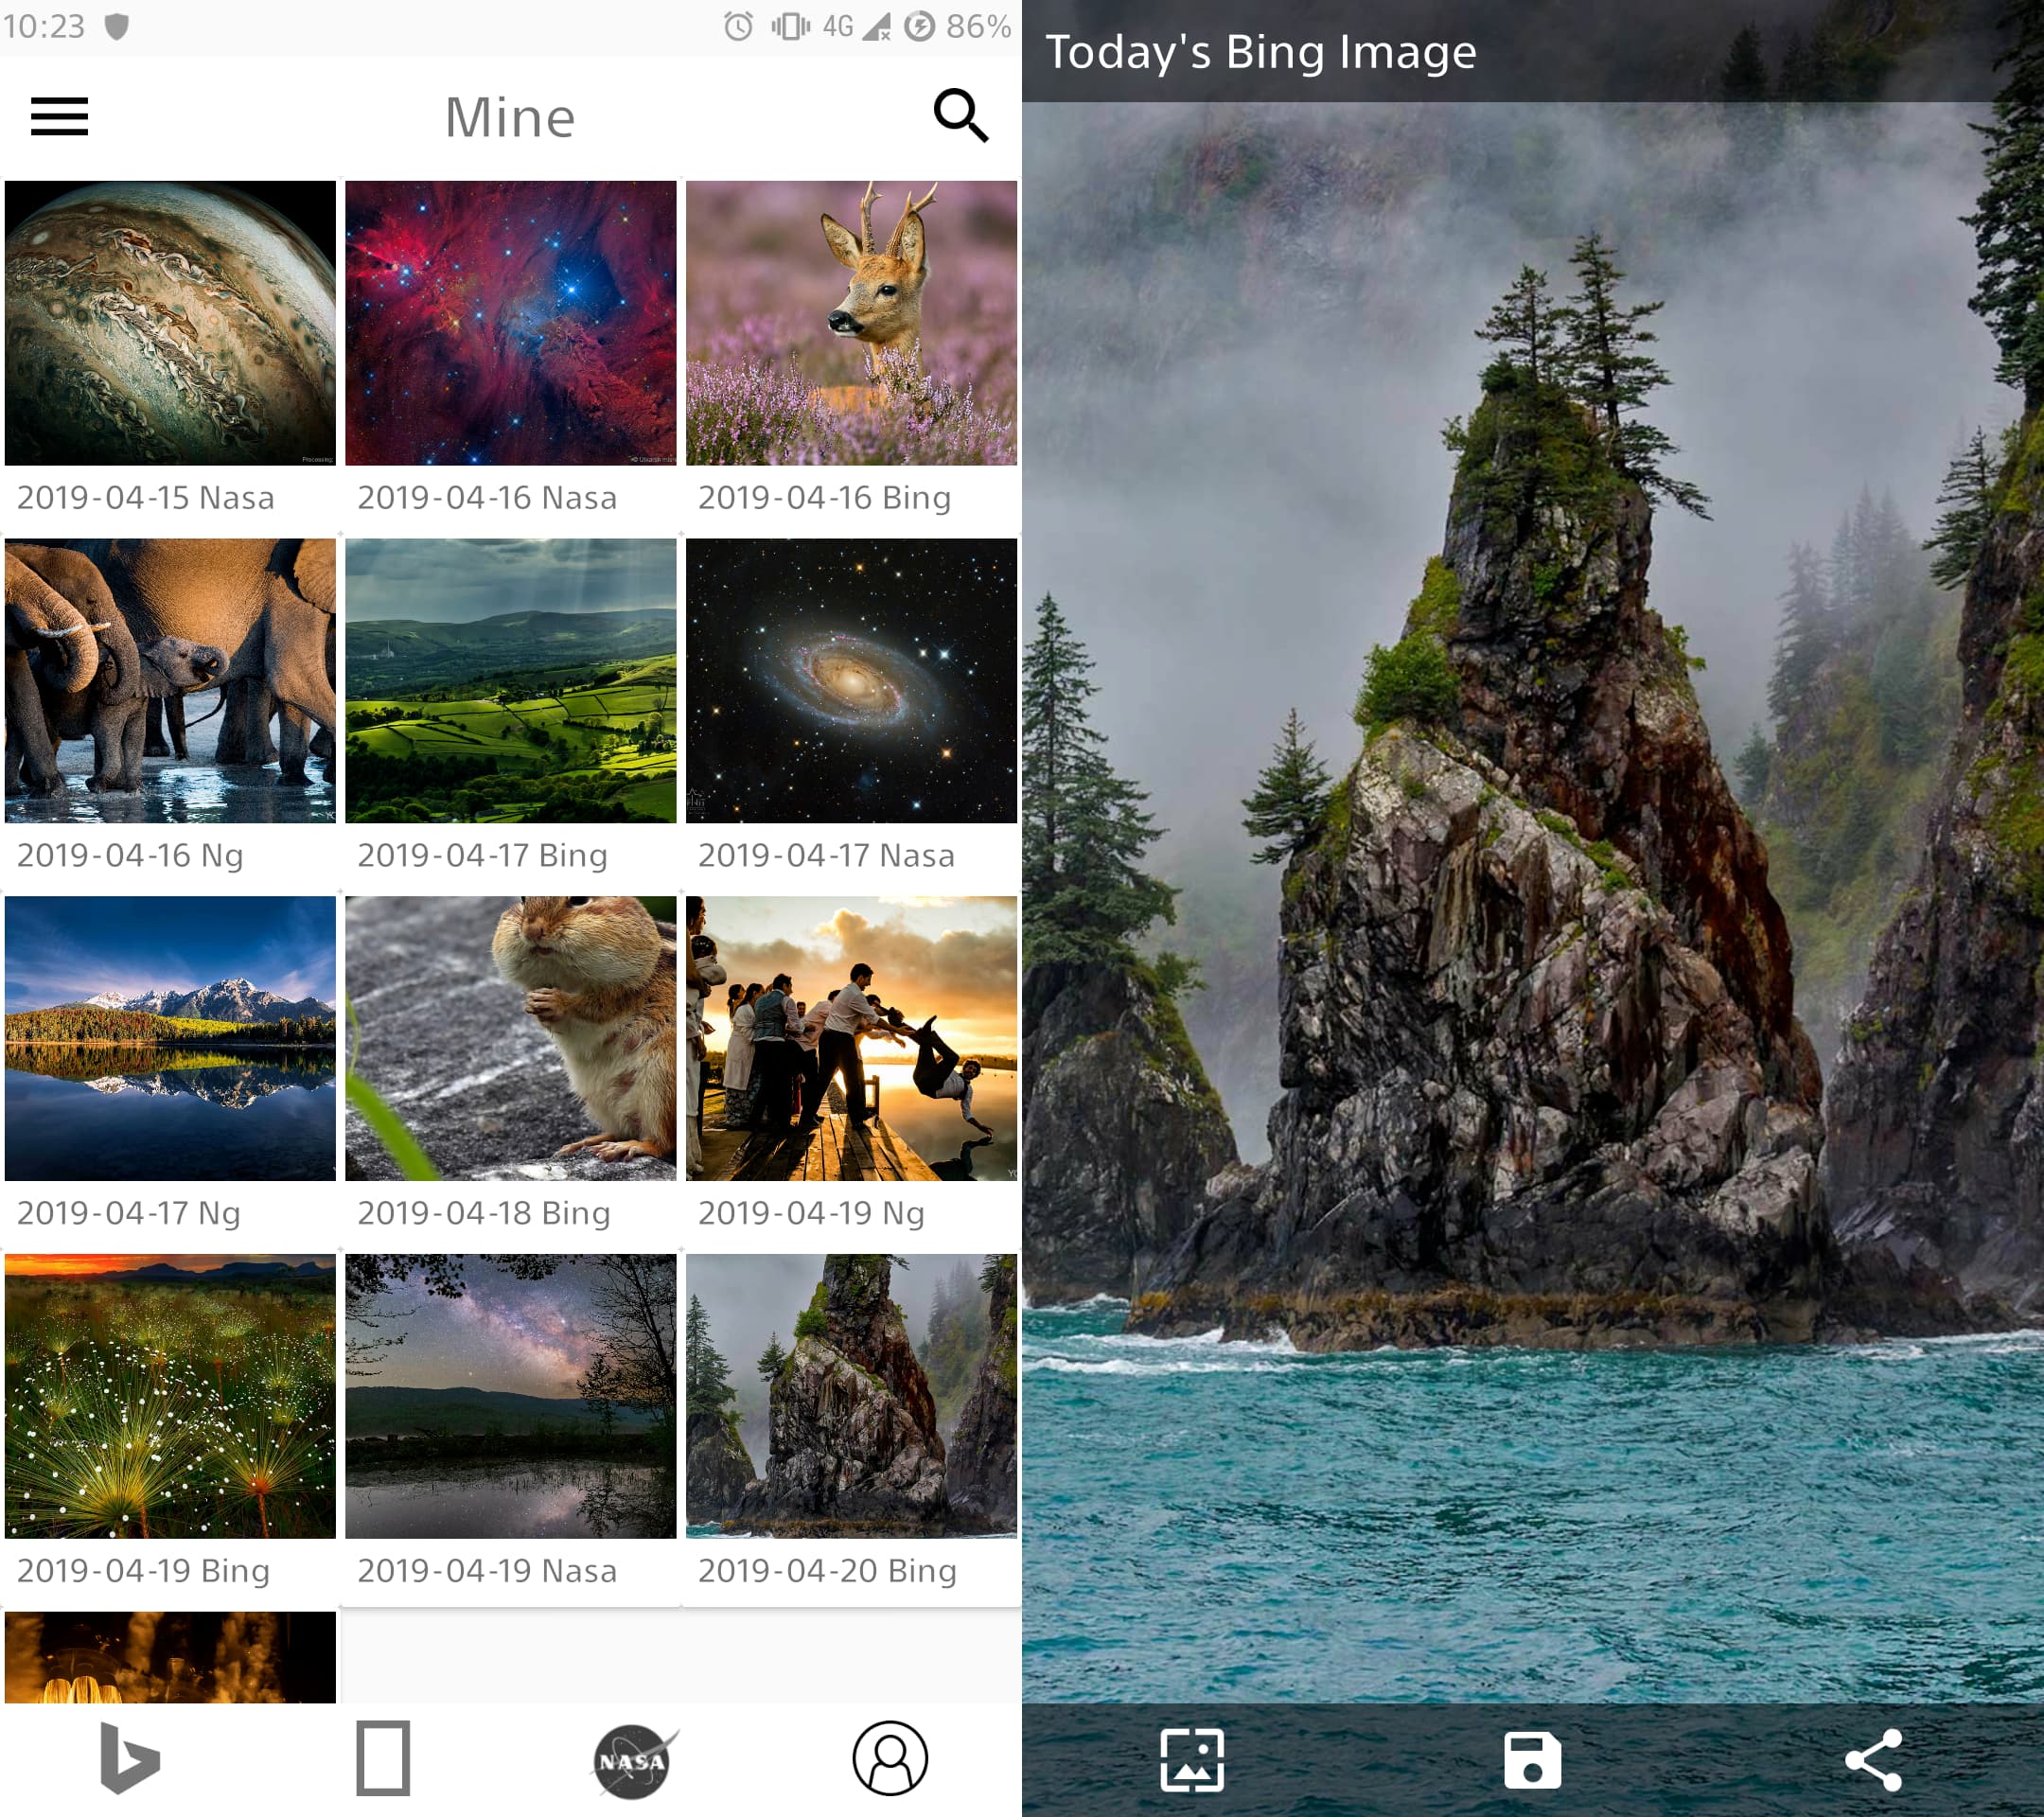 10:23
4G
86%
Mine
2019-04-15 Nasa
2019-04-16 Nasa
2019-04-16 Bing
2019-04-16 Ng
2019-04-17 Bing
2019-04-17 Nasa
2019-04-17 Ng
2019-04-18 Bing
2019-04-19 Ng
2019-04-19 Bing
2019-04-19 Nasa
2019-04-20 Bing
NASA
Today's Bing Image